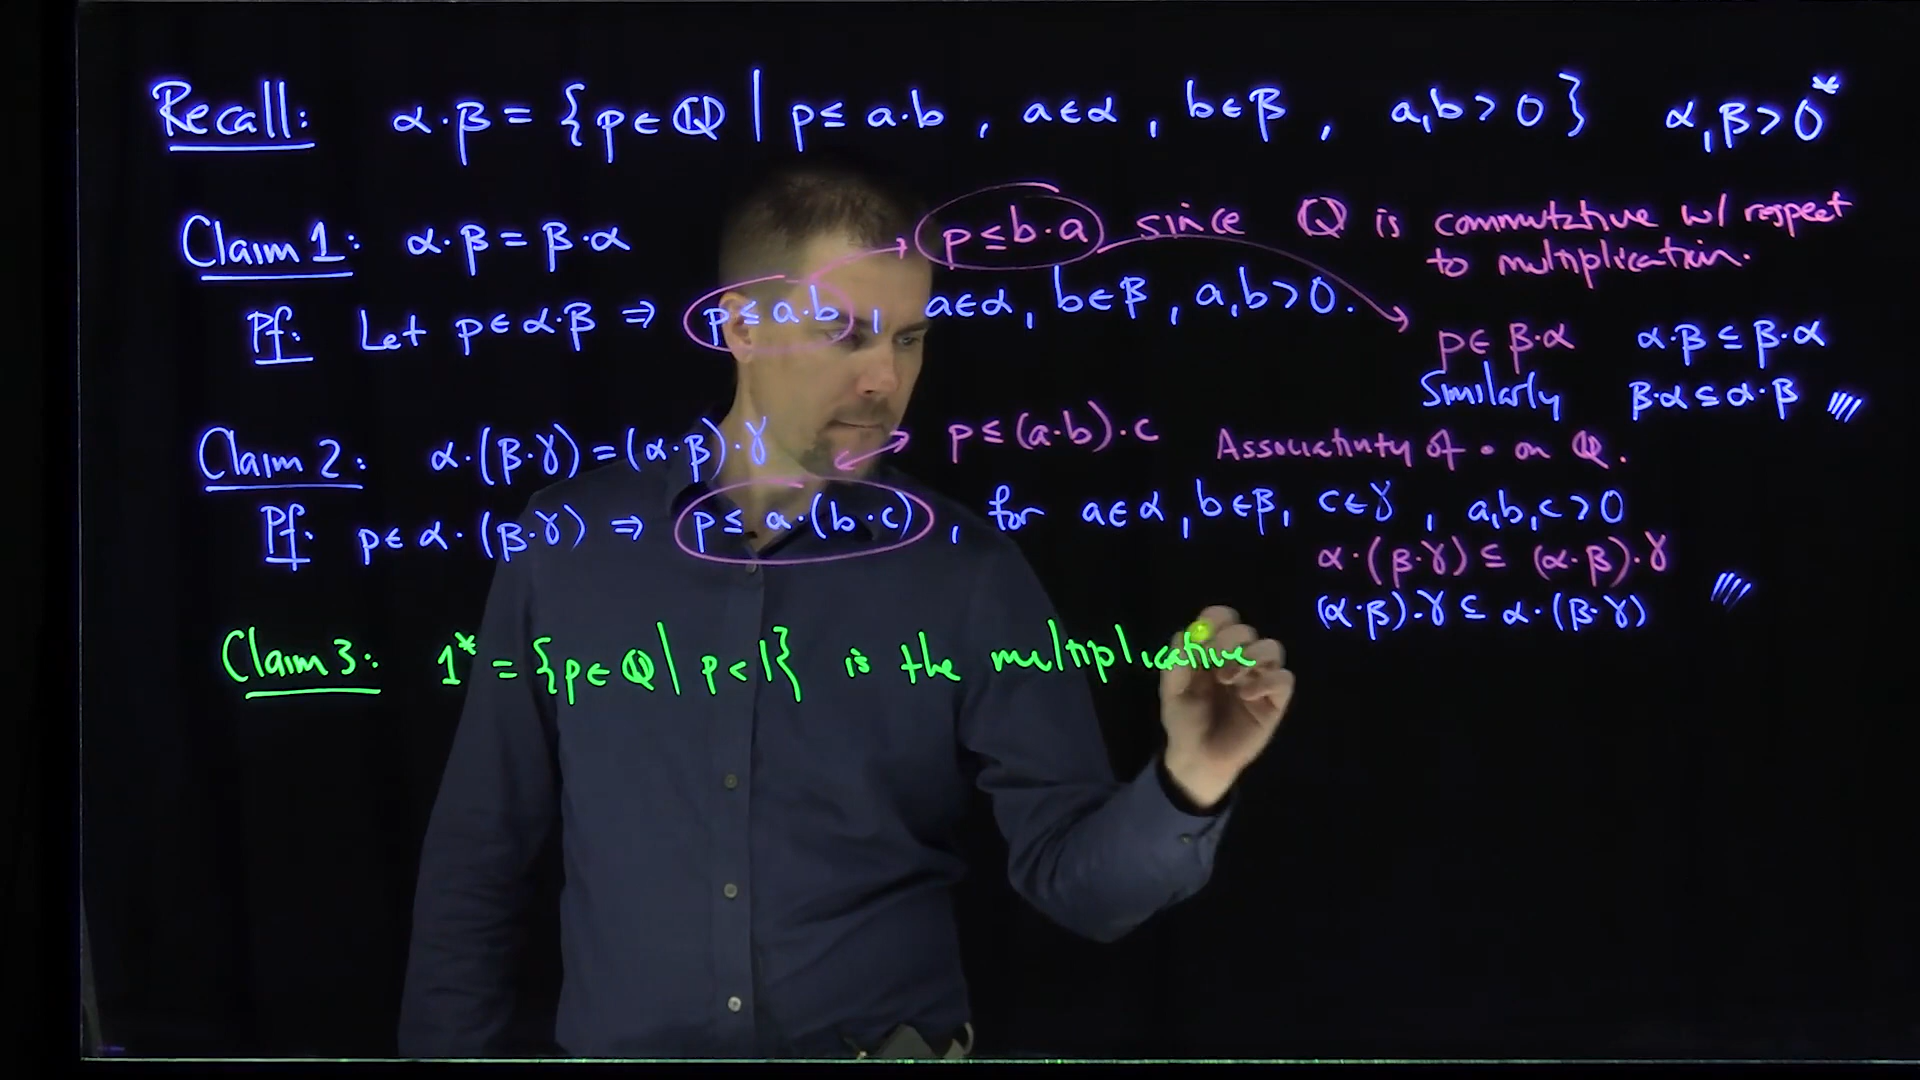 Recall: α·β = {p∈ℚ | p≤ a·b , a∈α , b∈β , a,b > 0} α,β > 0*
p ≤ b·a since ℚ is commutative w/ respect
to multiplication.
Claim 1: α·β = β·α
Pf: Let p∈ α·β ⇒ p ≤ a·b , a∈α , b∈β , a,b > 0.
p∈ β·α α·β ⊆ β·α
Similarly β·α ⊆ α·β ////
Claim 2: α·(β·γ) = (α·β)·γ p ≤ (a·b)·c Associativity of · on ℚ.
Pf: p∈ α·(β·γ) ⇒ p ≤ a·(b·c) , for a∈α , b∈β, c∈γ , a,b,c > 0
α·(β·γ) ⊆ (α·β)·γ
(α·β)·γ ⊆ α·(β·γ) ////
Claim 3: 1* = {p∈ℚ | p < 1} is the multiplicative